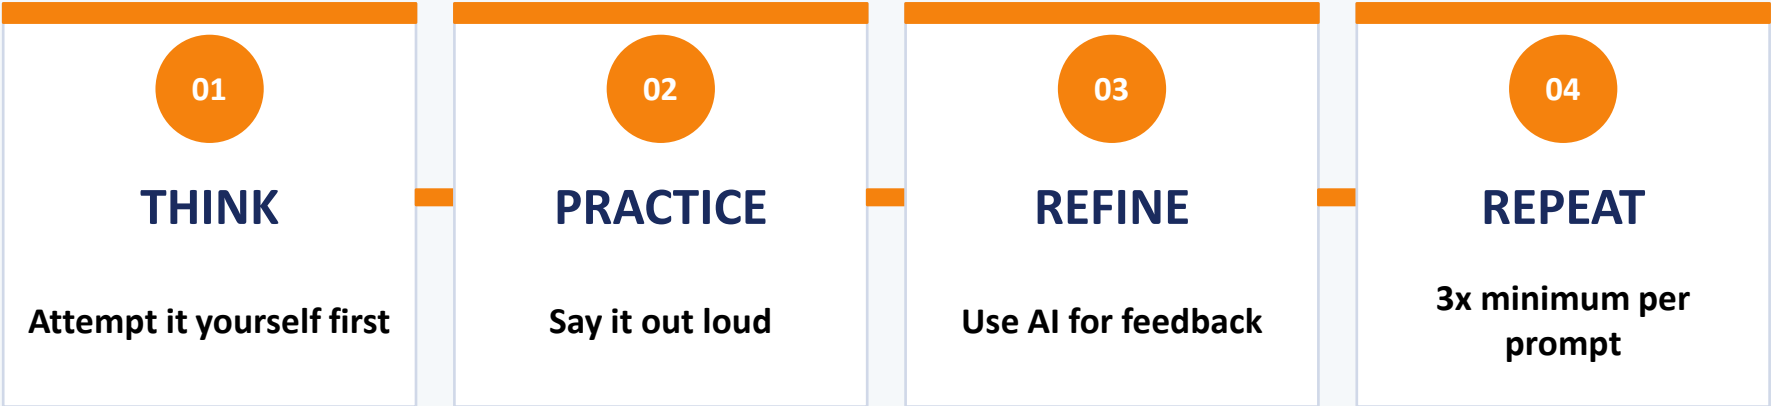 01
THINK
Attempt it yourself first
02
PRACTICE
Say it out loud
03
REFINE
Use AI for feedback
04
REPEAT
3x minimum per
prompt